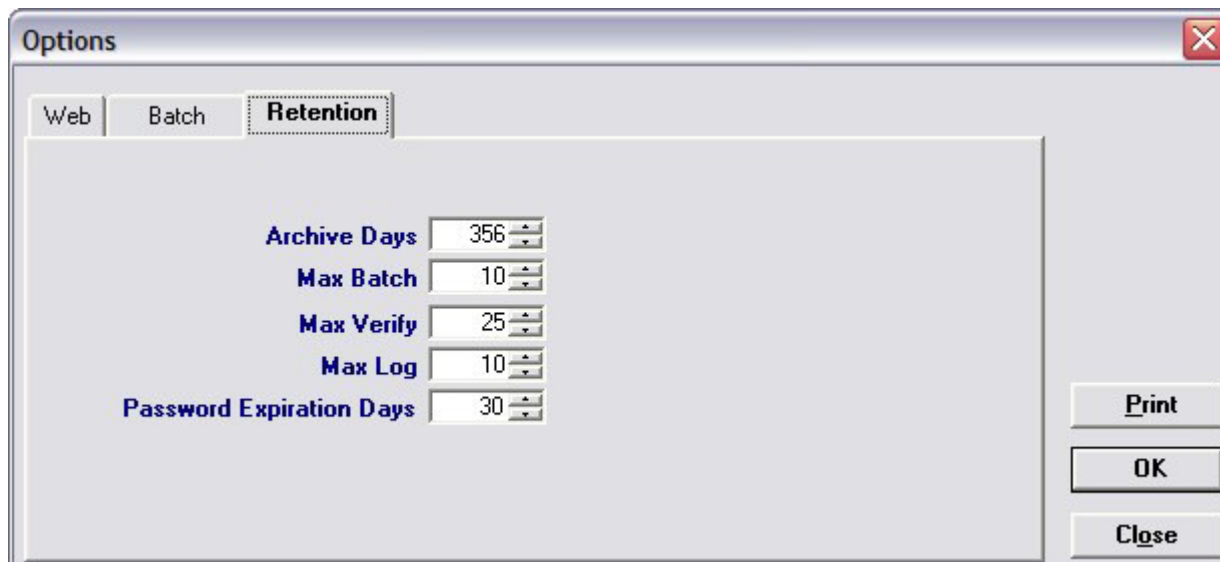 Options
Web Batch Retention
Archive Days 356
Max Batch 10
Max Verify 25
Max Log 10
Password Expiration Days 30
Print
OK
Close